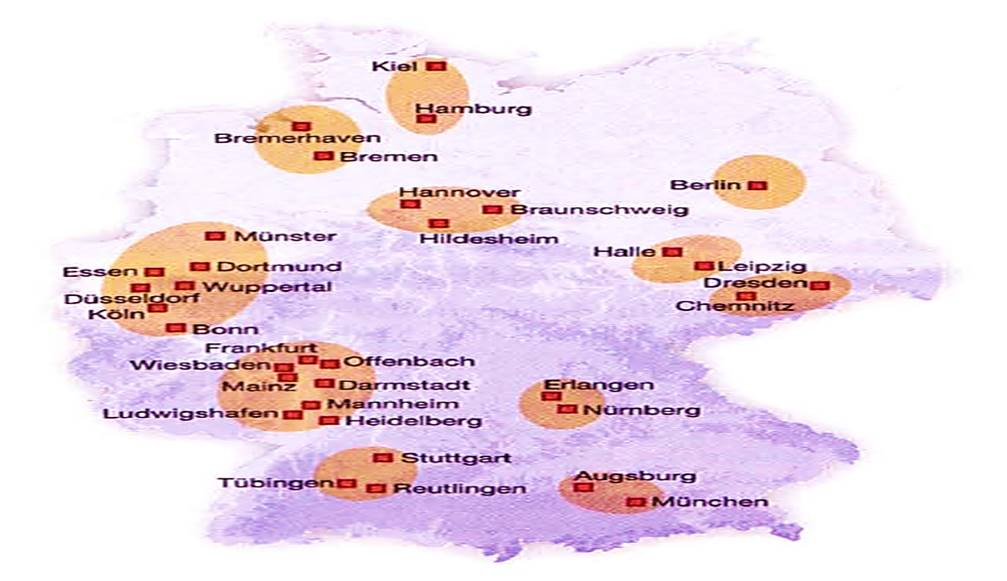 Kiel
Hamburg
Bremerhaven
Bremen
Berlin
Hannover
Braunschweig
Hildesheim
Münster
Halle
Leipzig
Essen
Dortmund
Dresden
Düsseldorf
Wuppertal
Köln
Chemnitz
Bonn
Frankfurt
Wiesbaden
Offenbach
Mainz
Darmstadt
Erlangen
Ludwigshafen
Mannheim
Nürnberg
Heidelberg
Stuttgart
Tübingen
Reutlingen
Augsburg
München